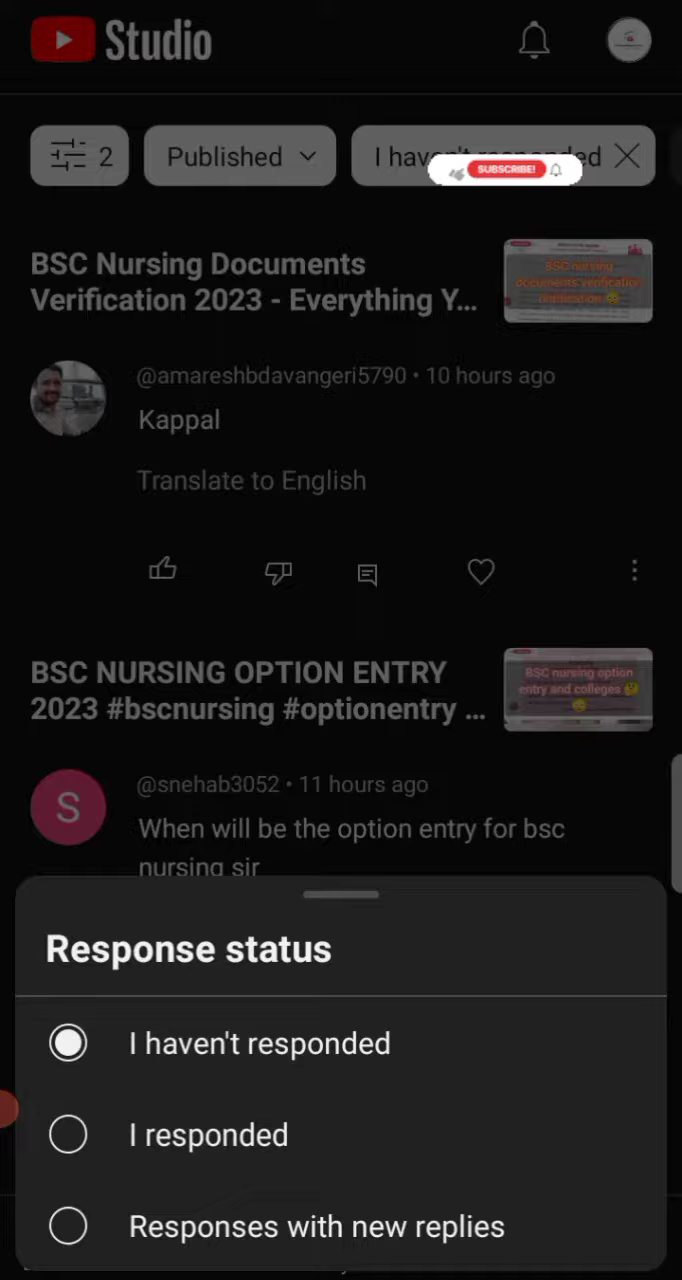 Studio
2
Published
I haven't responded
SUBSCRIBE!
BSC Nursing Documents
Verification 2023 - Everything Y...
BSC nursing
documents verification
notification
@amareshbdavangeri5790 • 10 hours ago
Kappal
Translate to English
BSC NURSING OPTION ENTRY
2023 #bscnursing #optionentry ...
BSC nursing option
entry and colleges
@snehab3052 • 11 hours ago
S
When will be the option entry for bsc
nursing sir
Response status
I haven't responded
I responded
Responses with new replies